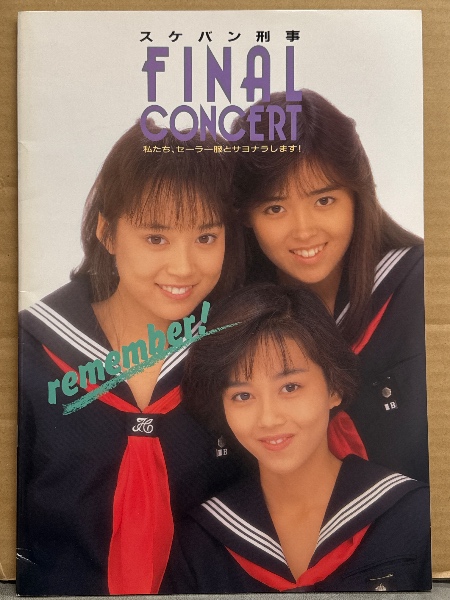 スケバン刑事
FINAL
CONCERT
私たち、セーラー服とサヨナラします!
remember!
H